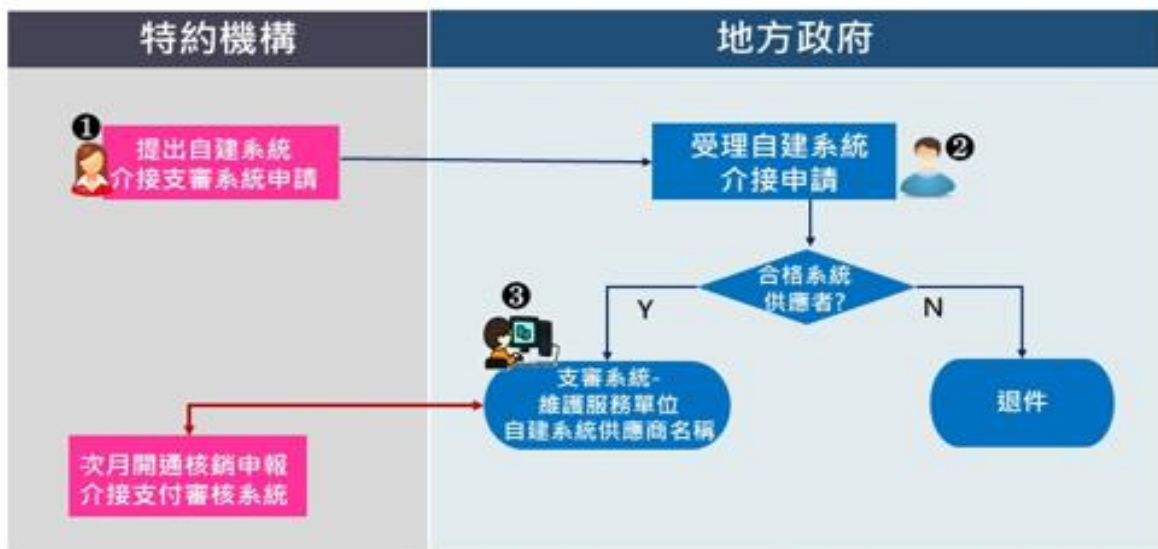 特約機構
地方政府
❶
提出自建系統
介接支審系統申請
受理自建系統
介接申請
❷
合格系統
供應者?
Y
N
❸
支審系統-
維護服務單位
自建系統供應商名稱
退件
次月開通核銷申報
介接支付審核系統